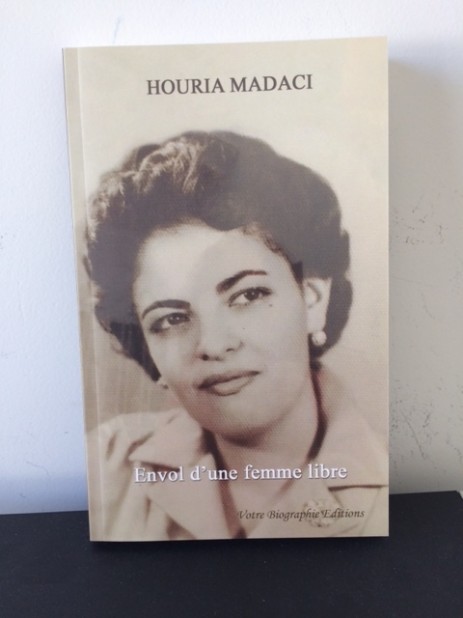 HOURIA MADACI
Envol d'une femme libre
Votre Biographie Editions